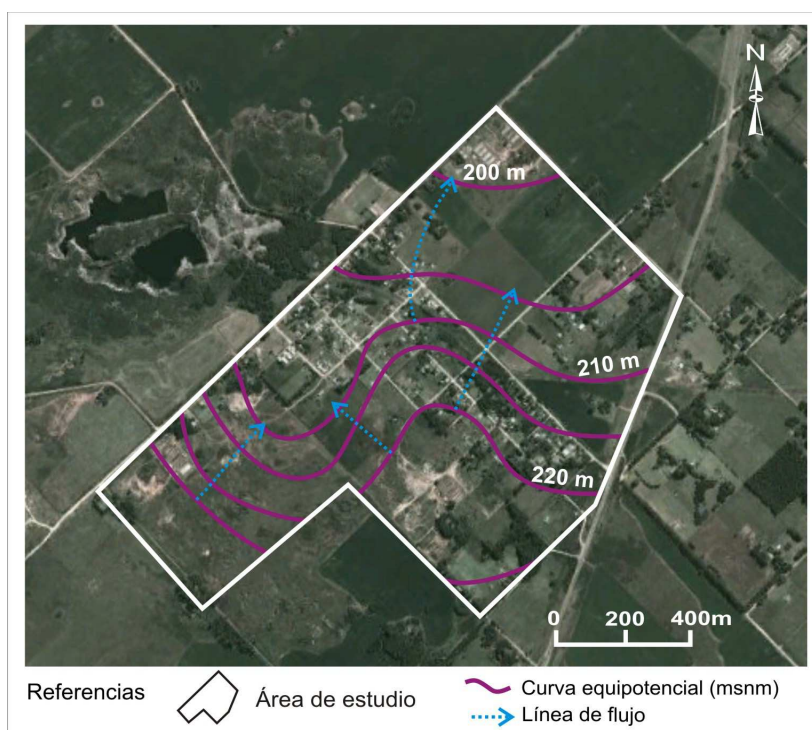 N
200 m
210 m
220 m
0 200 400m
Referencias
Área de estudio
Curva equipotencial (msnm)
Línea de flujo